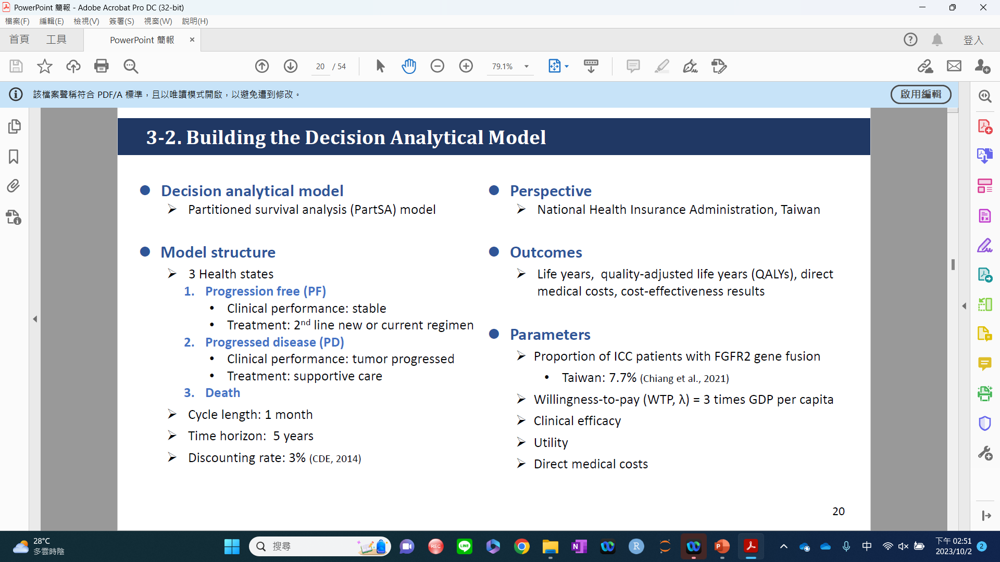 PowerPoint 簡報 - Adobe Acrobat Pro DC (32-bit)
檔案(F) 編輯(E) 檢視(V) 簽署(S) 視窗(W) 說明(H)
首頁 工具 PowerPoint 簡報 × 登入
20 / 54 79.1%
該檔案聲稱符合 PDF/A 標準，且以唯讀模式開啟，以避免遭到修改。 啟用編輯
3-2. Building the Decision Analytical Model
● Decision analytical model
➢ Partitioned survival analysis (PartSA) model
● Model structure
➢ 3 Health states
1. Progression free (PF)
• Clinical performance: stable
• Treatment: 2nd line new or current regimen
2. Progressed disease (PD)
• Clinical performance: tumor progressed
• Treatment: supportive care
3. Death
➢ Cycle length: 1 month
➢ Time horizon: 5 years
➢ Discounting rate: 3% (CDE, 2014)
● Perspective
➢ National Health Insurance Administration, Taiwan
● Outcomes
➢ Life years, quality-adjusted life years (QALYs), direct
medical costs, cost-effectiveness results
● Parameters
➢ Proportion of ICC patients with FGFR2 gene fusion
• Taiwan: 7.7% (Chiang et al., 2021)
➢ Willingness-to-pay (WTP, λ) = 3 times GDP per capita
➢ Clinical efficacy
➢ Utility
➢ Direct medical costs
20
28°C
多雲時陰
搜尋
REC
LINE
N
R
P
中
下午 02:51
2023/10/2
2